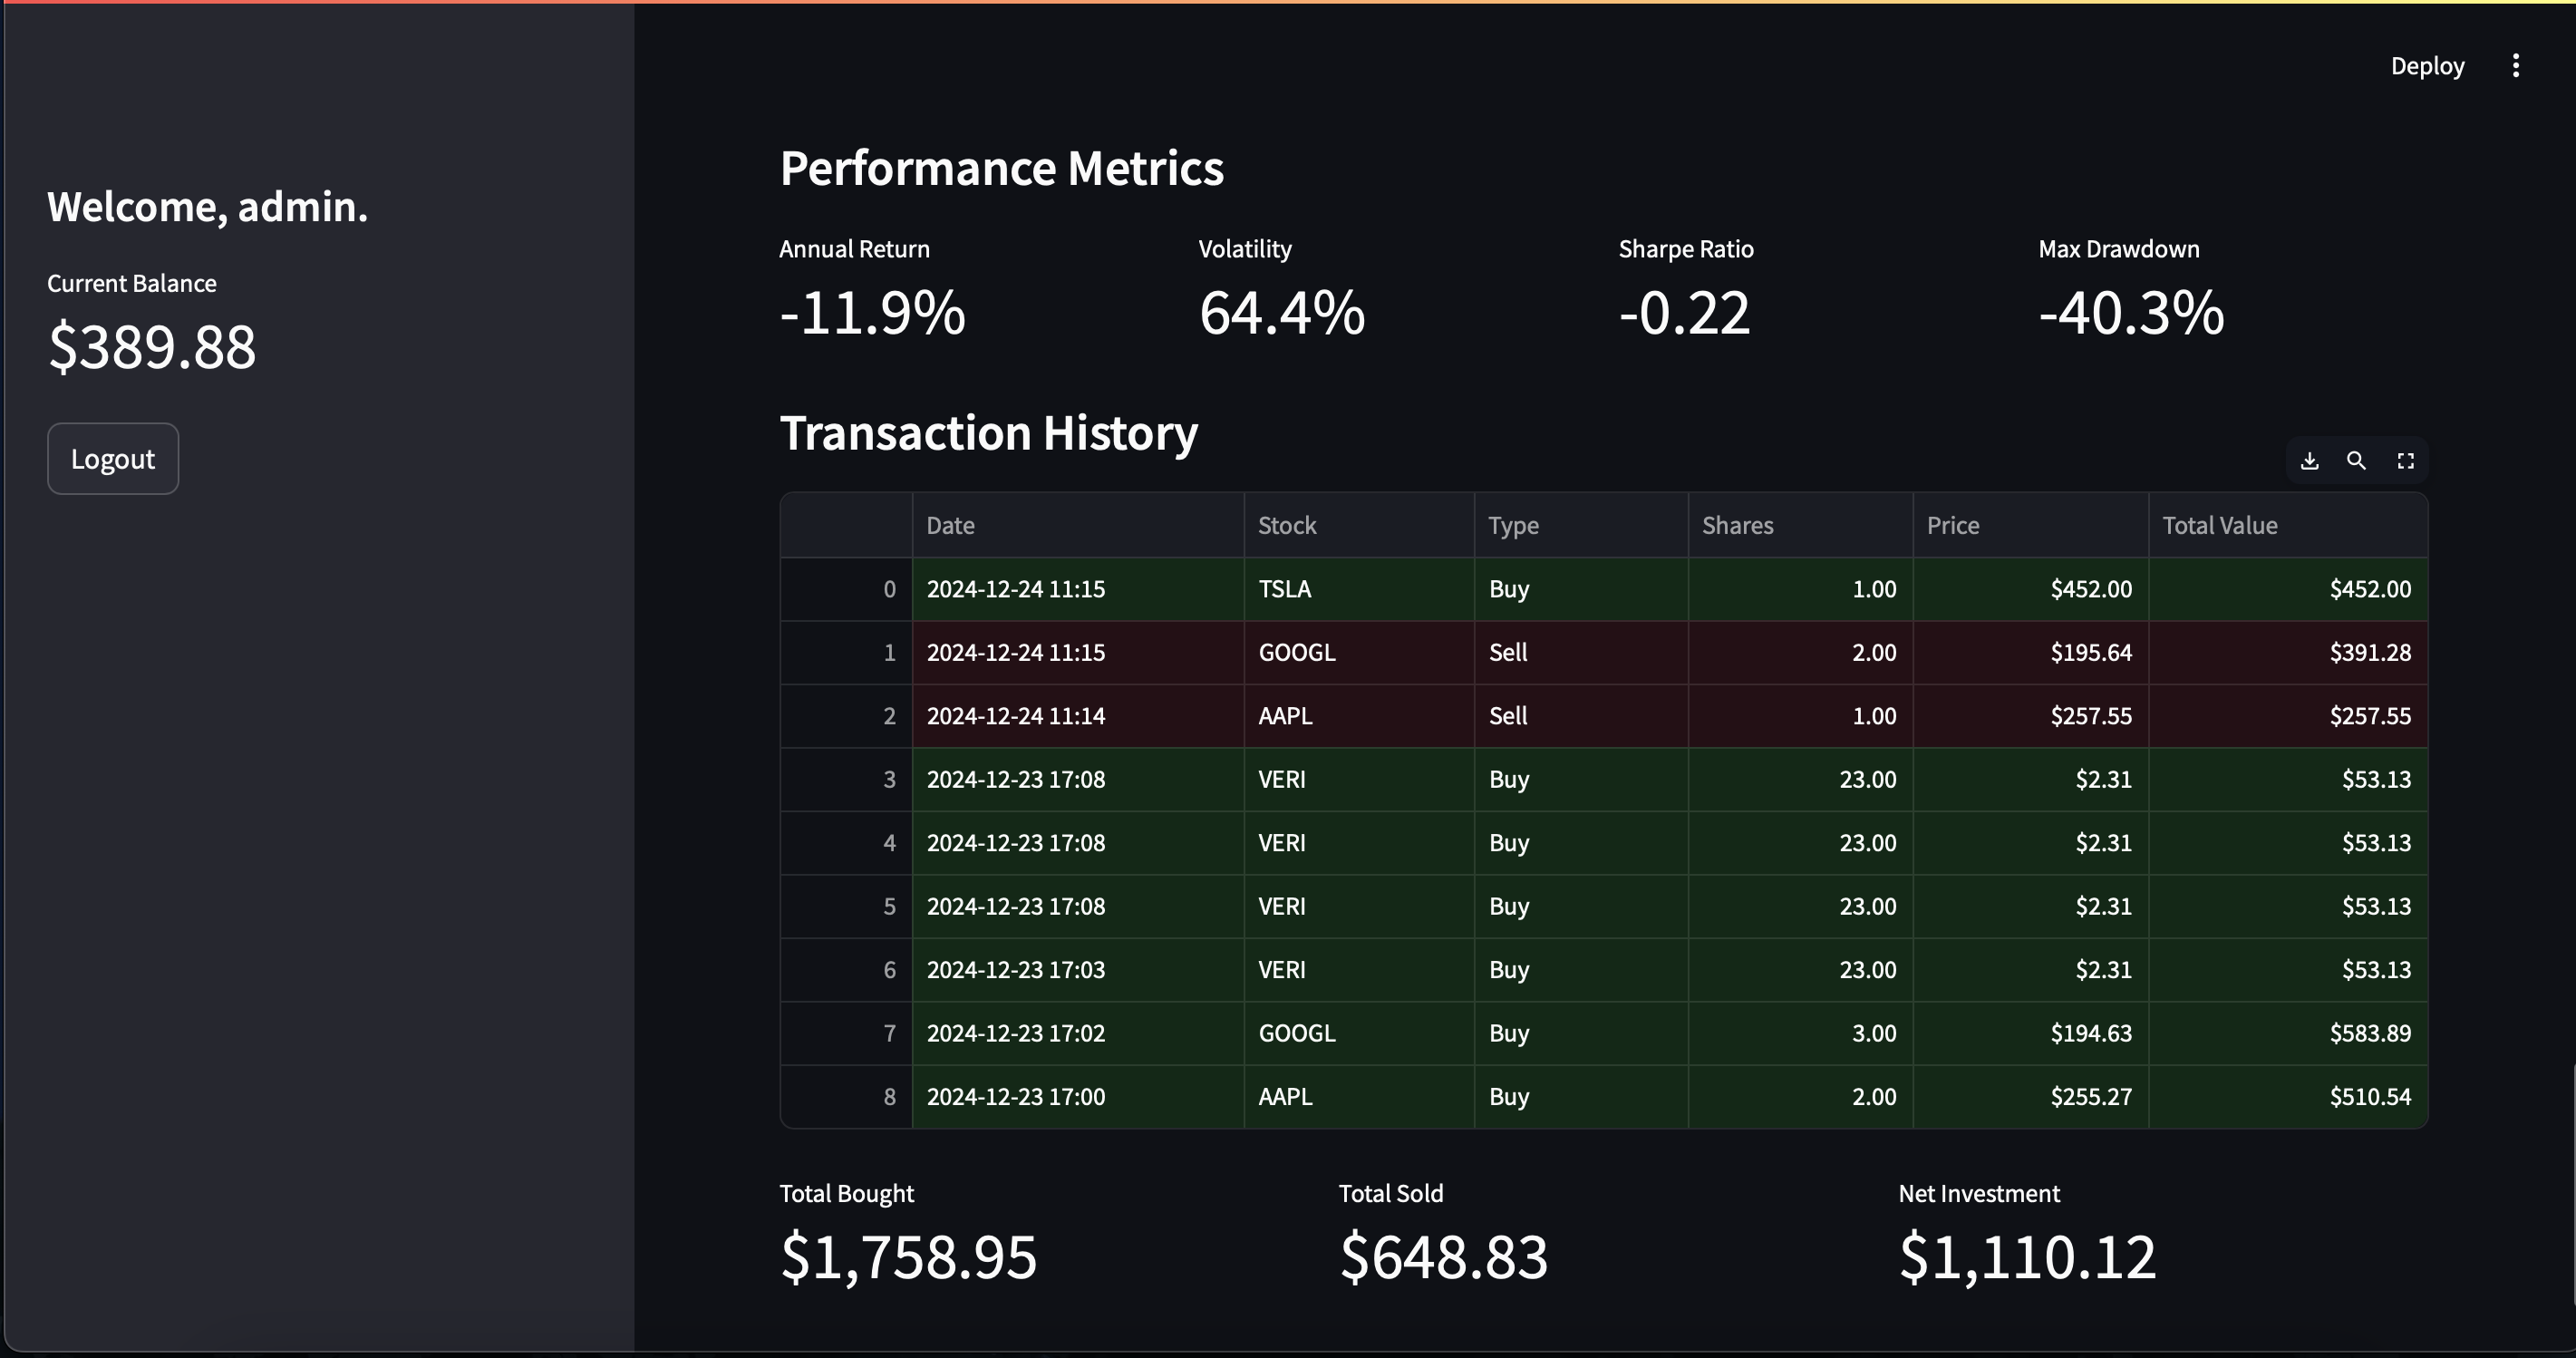 Deploy
Welcome, admin.
Current Balance
$389.88
Logout
Performance Metrics
Annual Return Volatility Sharpe Ratio Max Drawdown
-11.9% 64.4% -0.22 -40.3%
Transaction History
Date Stock Type Shares Price Total Value
0 2024-12-24 11:15 TSLA Buy 1.00 $452.00 $452.00
1 2024-12-24 11:15 GOOGL Sell 2.00 $195.64 $391.28
2 2024-12-24 11:14 AAPL Sell 1.00 $257.55 $257.55
3 2024-12-23 17:08 VERI Buy 23.00 $2.31 $53.13
4 2024-12-23 17:08 VERI Buy 23.00 $2.31 $53.13
5 2024-12-23 17:08 VERI Buy 23.00 $2.31 $53.13
6 2024-12-23 17:03 VERI Buy 23.00 $2.31 $53.13
7 2024-12-23 17:02 GOOGL Buy 3.00 $194.63 $583.89
8 2024-12-23 17:00 AAPL Buy 2.00 $255.27 $510.54
Total Bought Total Sold Net Investment
$1,758.95 $648.83 $1,110.12